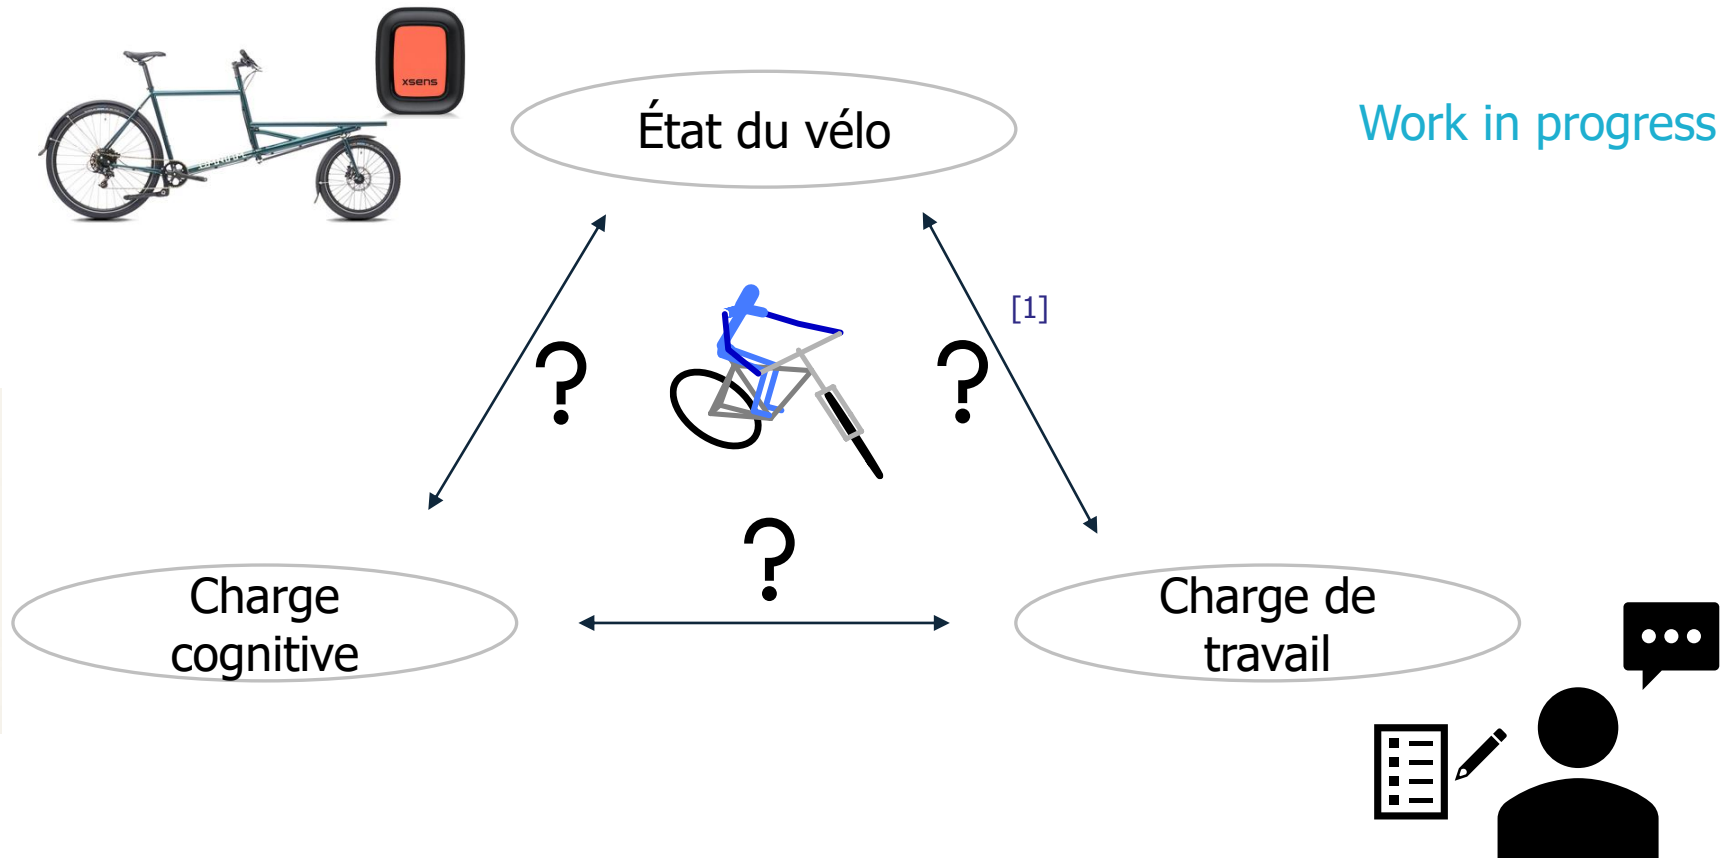 xsens
État du vélo
Work in progress
[1]
?
?
?
Charge
cognitive
Charge de
travail